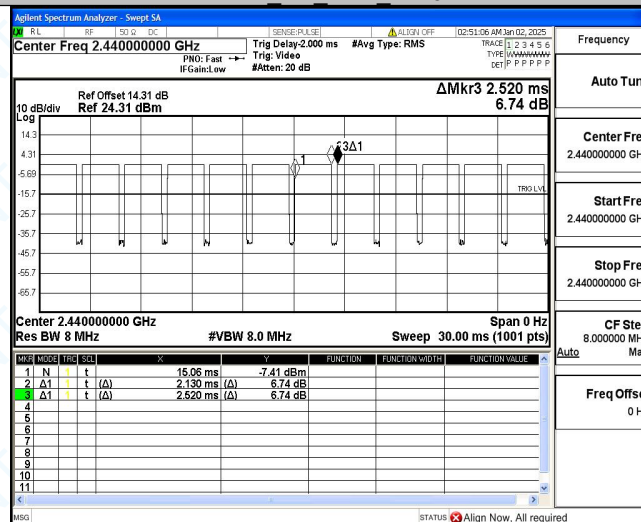 Agilent Spectrum Analyzer - Swept SA
RL RF 50 Ω DC SENSE:PULSE ALIGN OFF 02:51:06 AM Jan 02, 2025
Center Freq 2.440000000 GHz
PNO: Fast
IFGain:Low
Trig Delay-2.000 ms
Trig: Video
#Atten: 20 dB
#Avg Type: RMS
TRACE 1 2 3 4 5 6
TYPE
DET P P P P P P
Frequency
Auto Tun
Ref Offset 14.31 dB
Ref 24.31 dBm
ΔMkr3 2.520 ms
6.74 dB
10 dB/div
Log
14.3
4.31
-5.69
-15.7
-25.7
-35.7
-45.7
-55.7
-65.7
1
3Δ1
TRIG LVL
Center Fre
2.440000000 GH
Start Fre
2.440000000 GH
Stop Fre
2.440000000 GH
CF Ste
8.000000 MH
Auto Ma
Freq Offse
0 H
Center 2.440000000 GHz Span 0 Hz
Res BW 8 MHz #VBW 8.0 MHz Sweep 30.00 ms (1001 pts)
MKR MODE TRC SCL X Y FUNCTION FUNCTION WIDTH FUNCTION VALUE
1 N 1 t 15.06 ms -7.41 dBm
2 Δ1 1 t (Δ) 2.130 ms (Δ) 6.74 dB
3 Δ1 1 t (Δ) 2.520 ms (Δ) 6.74 dB
4
5
6
7
8
9
10
11
MSG STATUS Align Now, All required